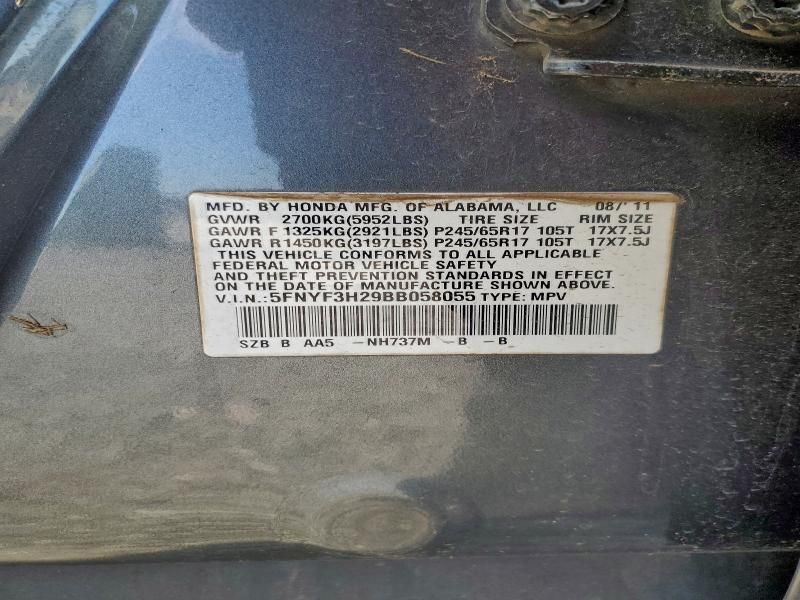 MFD. BY HONDA MFG. OF ALABAMA, LLC 08/'11
GVWR 2700KG(5952LBS) TIRE SIZE RIM SIZE
GAWR F 1325KG(2921LBS) P245/65R17 105T 17X7.5J
GAWR R1450KG(3197LBS) P245/65R17 105T 17X7.5J
THIS VEHICLE CONFORMS TO ALL APPLICABLE
FEDERAL MOTOR VEHICLE SAFETY
AND THEFT PREVENTION STANDARDS IN EFFECT
ON THE DATE OF MANUFACTURE SHOWN ABOVE.
V.I.N.:5FNYF3H29BB058055 TYPE: MPV
SZB B AA5 -NH737M -B -B